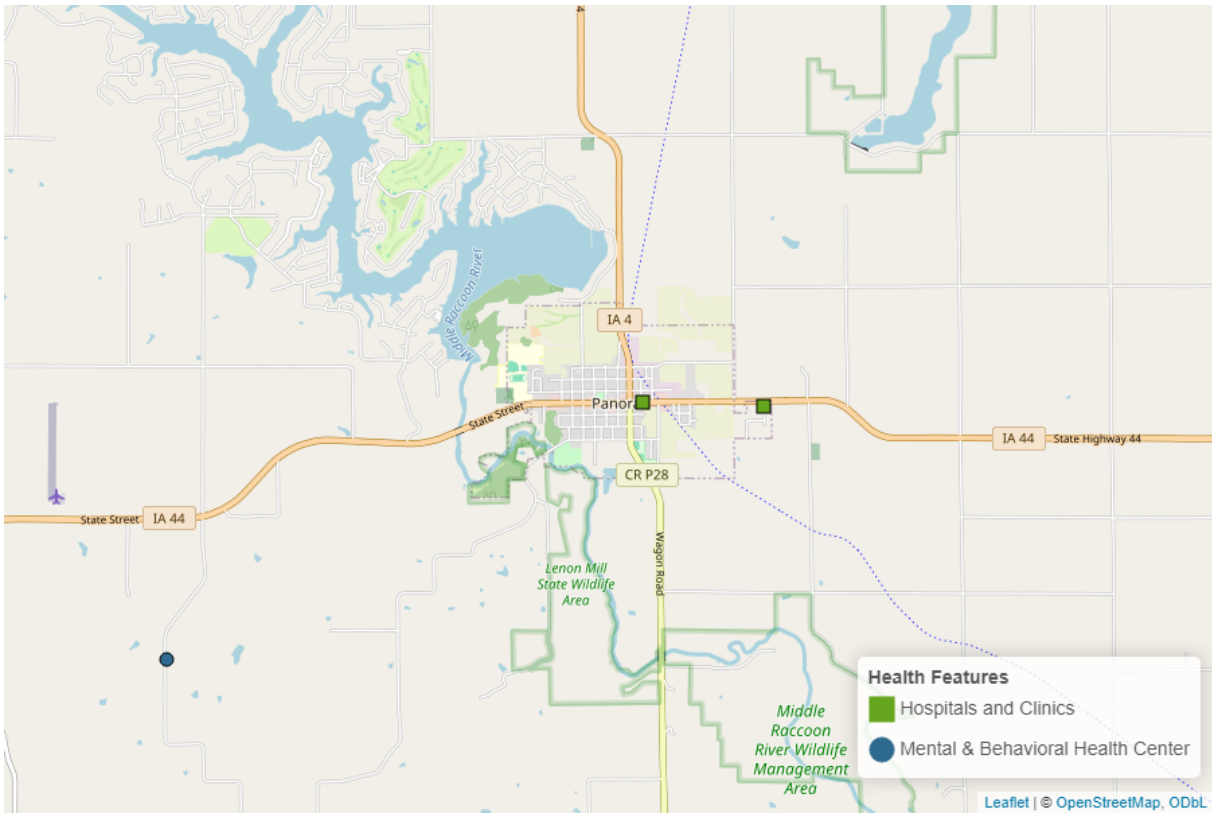 4
Middle Raccoon River
IA 4
Panora
State Street
IA 44
State Highway 44
CR P28
State Street
IA 44
Wagon Road
Lenon Mill
State Wildlife
Area
Middle
Raccoon
River Wildlife
Management
Area
Health Features
Hospitals and Clinics
Mental & Behavioral Health Center
Leaflet | © OpenStreetMap, ODbL